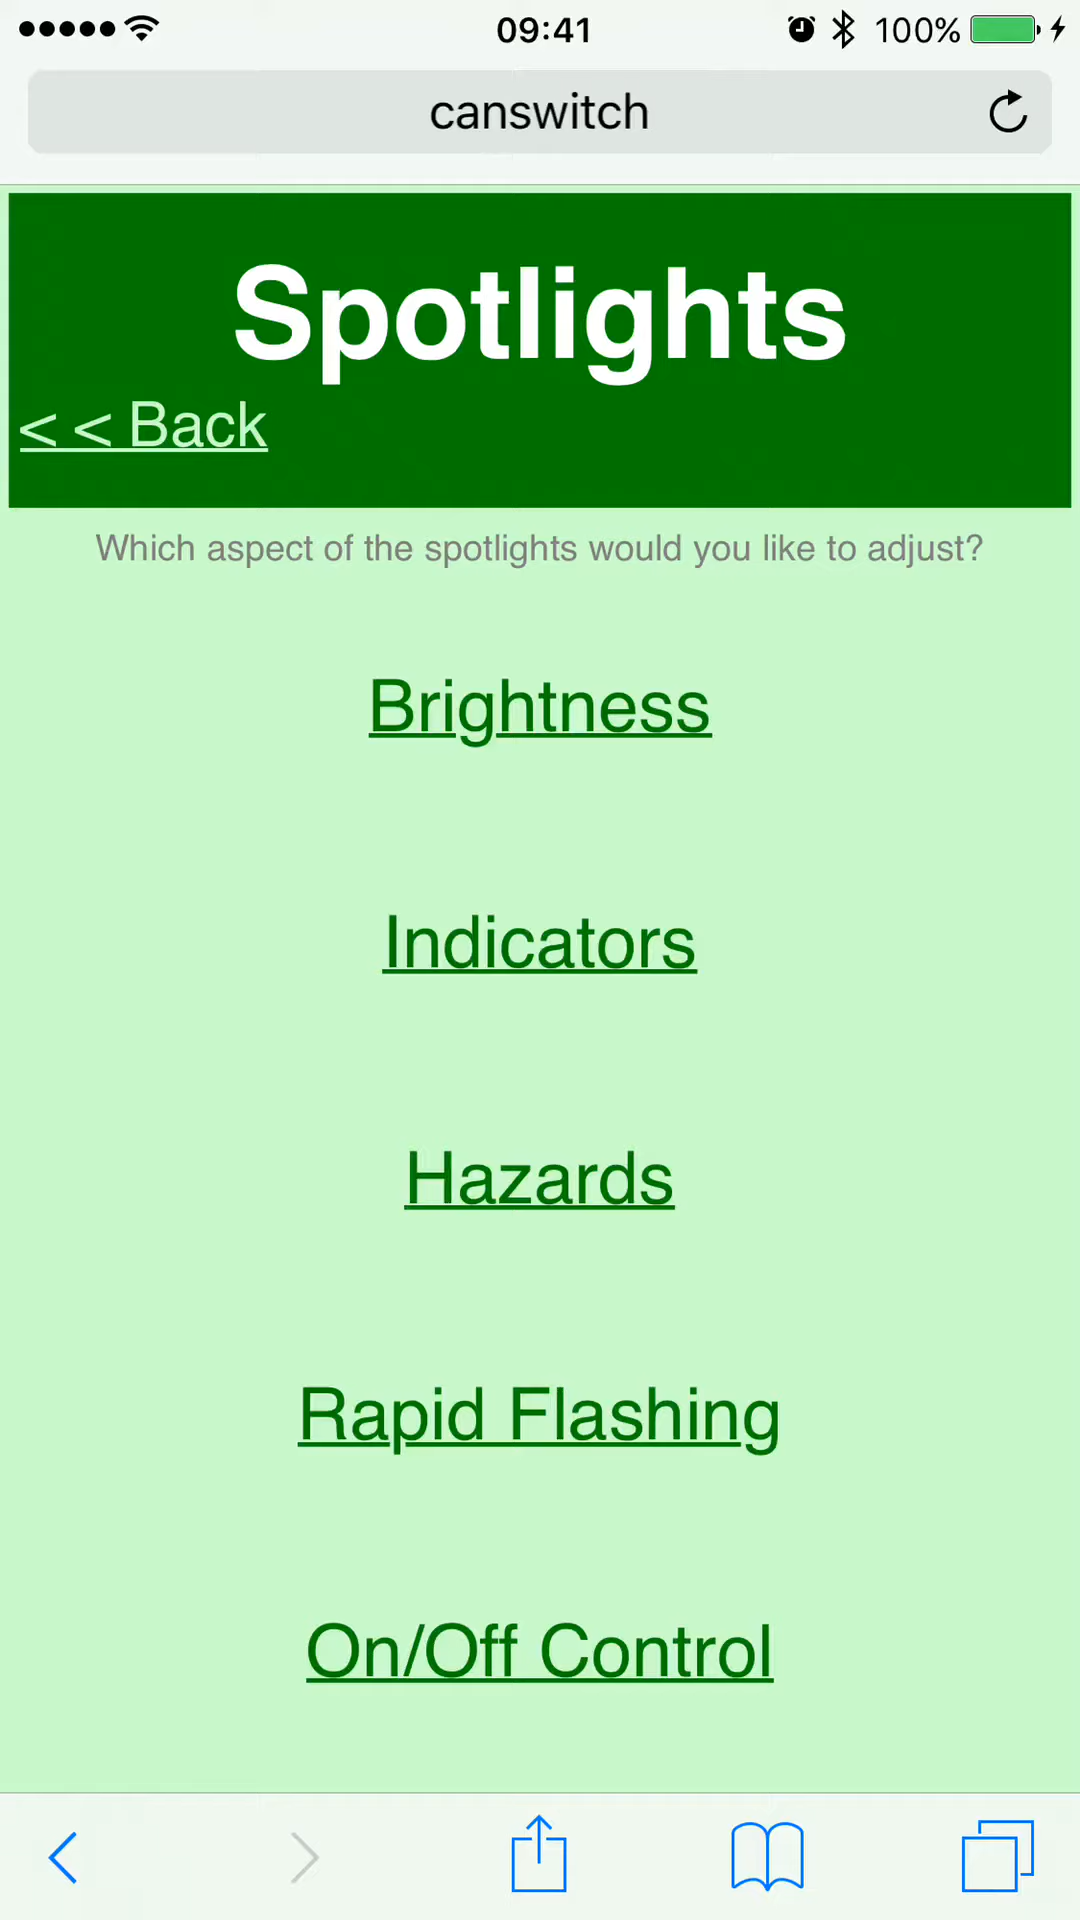 09:41
100%
canswitch
Spotlights
< < Back
Which aspect of the spotlights would you like to adjust?
Brightness
Indicators
Hazards
Rapid Flashing
On/Off Control